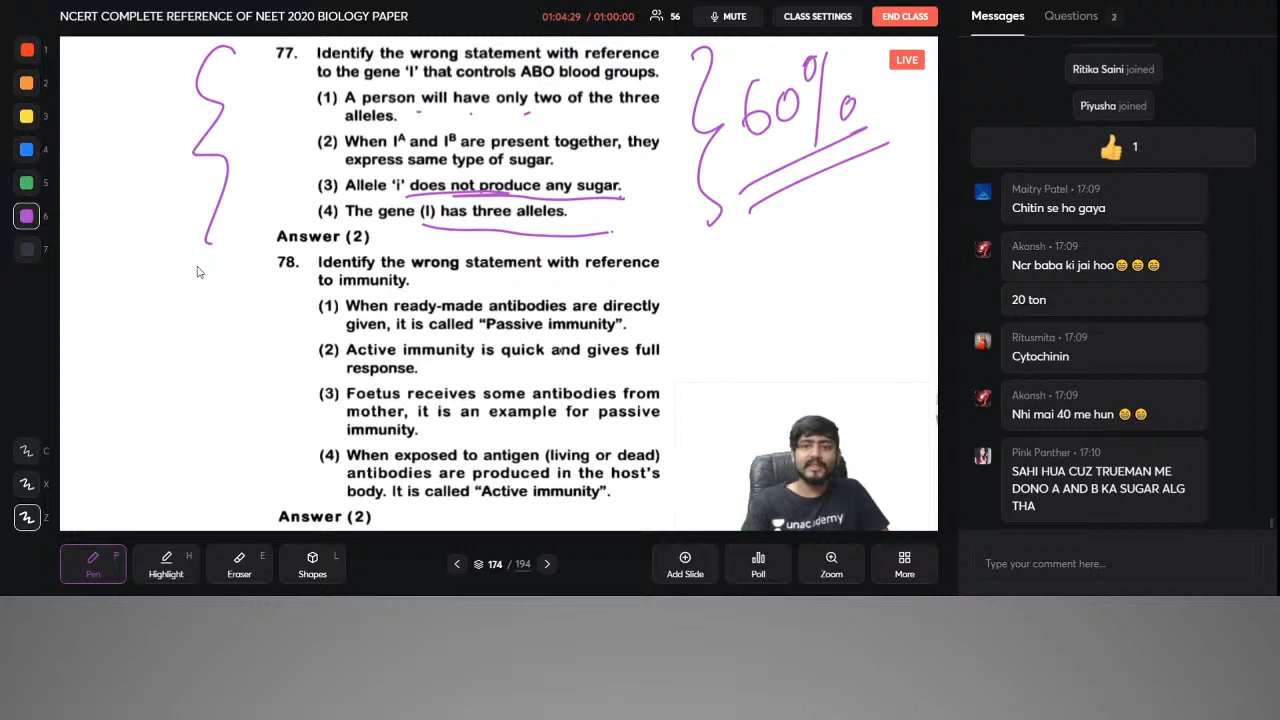 NCERT COMPLETE REFERENCE OF NEET 2020 BIOLOGY PAPER
01:04:29 / 01:00:00
56
MUTE
CLASS SETTINGS
END CLASS
Messages
Questions 2
1
2
3
4
5
6
7
C
X
Z
LIVE
77. Identify the wrong statement with reference
to the gene ‘I’ that controls ABO blood groups.
(1) A person will have only two of the three
alleles.
(2) When Iᴬ and Iᴮ are present together, they
express same type of sugar.
(3) Allele ‘i’ does not produce any sugar.
(4) The gene (I) has three alleles.
Answer (2)
60%
78. Identify the wrong statement with reference
to immunity.
(1) When ready-made antibodies are directly
given, it is called “Passive immunity”.
(2) Active immunity is quick and gives full
response.
(3) Foetus receives some antibodies from
mother, it is an example for passive
immunity.
(4) When exposed to antigen (living or dead)
antibodies are produced in the host’s
body. It is called “Active immunity”.
Answer (2)
unacademy
Pen P
Highlight H
Eraser E
Shapes L
174 / 194
Add Slide
Poll
Zoom
More
Ritika Saini joined
Piyusha joined
1
Maitry Patel • 17:09
Chitin se ho gaya
Akansh • 17:09
Ncr baba ki jai hoo😁😁😁
20 ton
Ritusmita • 17:09
Cytochinin
Akansh • 17:09
Nhi mai 40 me hun 😁😁
Pink Panther • 17:10
SAHI HUA CUZ TRUEMAN ME
DONO A AND B KA SUGAR ALG
THA
Type your comment here...